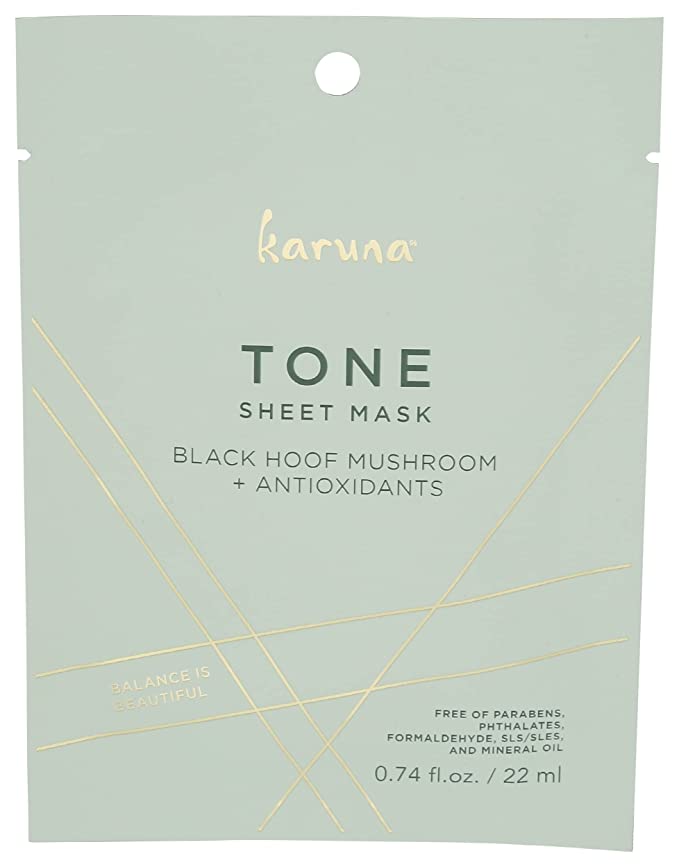 karuna®
TONE
SHEET MASK
BLACK HOOF MUSHROOM
+ ANTIOXIDANTS
BALANCE IS
BEAUTIFUL
FREE OF PARABENS,
PHTHALATES,
FORMALDEHYDE, SLS/SLES,
AND MINERAL OIL
0.74 fl.oz. / 22 ml